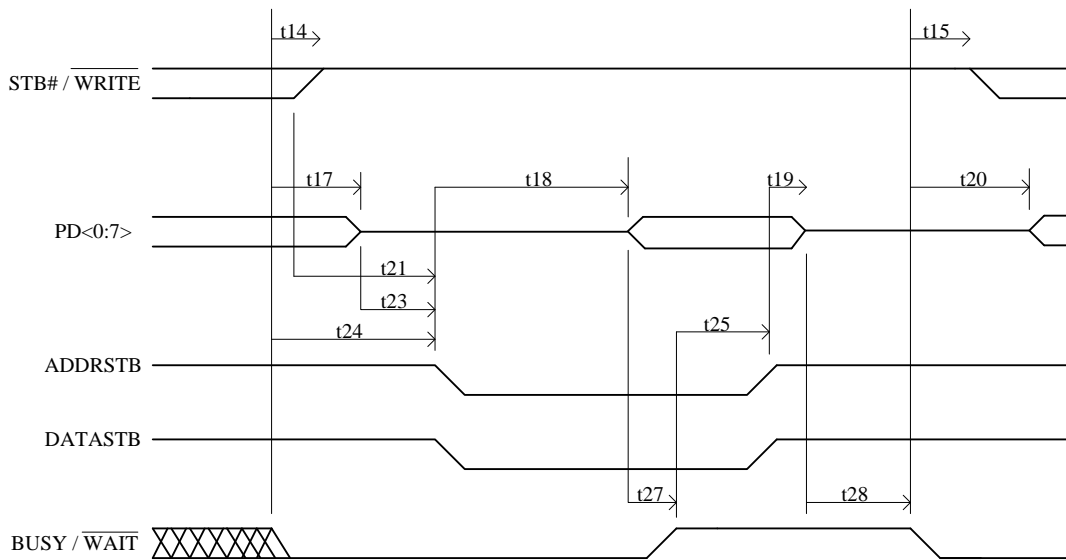 t14 t15
STB# / WRITE
t17 t18 t19 t20
PD<0:7>
t21
t23
t24 t25
ADDRSTB
DATASTB
t27 t28
BUSY / WAIT